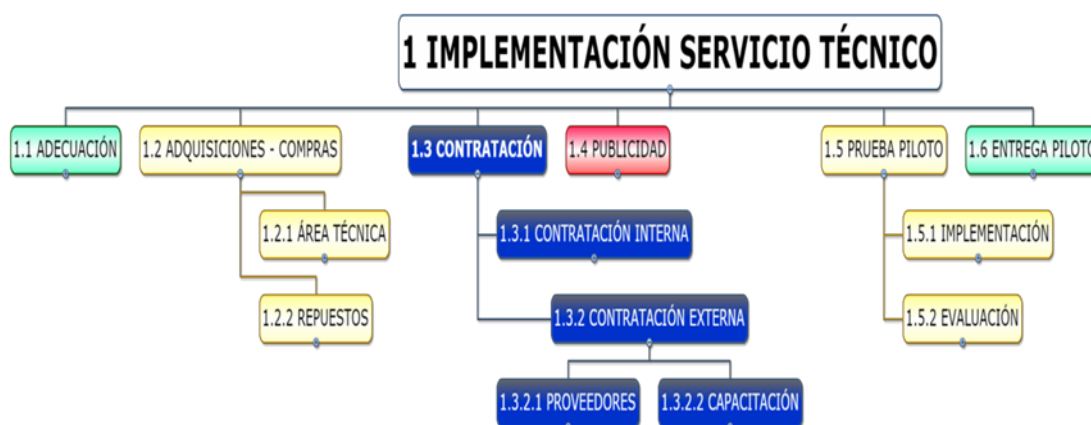 1 IMPLEMENTACIÓN SERVICIO TÉCNICO
1.1 ADECUACIÓN
1.2 ADQUISICIONES - COMPRAS
1.3 CONTRATACIÓN
1.4 PUBLICIDAD
1.5 PRUEBA PILOTO
1.6 ENTREGA PILOTO
1.2.1 ÁREA TÉCNICA
1.3.1 CONTRATACIÓN INTERNA
1.5.1 IMPLEMENTACIÓN
1.2.2 REPUESTOS
1.3.2 CONTRATACIÓN EXTERNA
1.5.2 EVALUACIÓN
1.3.2.1 PROVEEDORES
1.3.2.2 CAPACITACIÓN